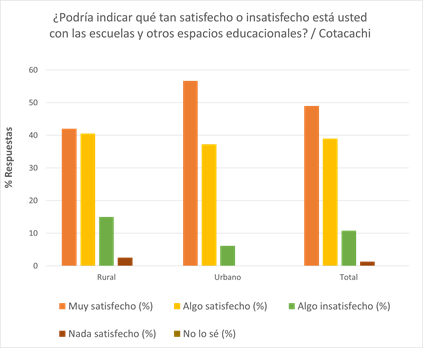 ¿Podría indicar qué tan satisfecho o insatisfecho está usted
con las escuelas y otros espacios educacionales? / Cotacachi
60
50
40
30
20
10
0
% Respuestas
Rural Urbano Total
Muy satisfecho (%) Algo satisfecho (%) Algo insatisfecho (%)
Nada satisfecho (%) No lo sé (%)